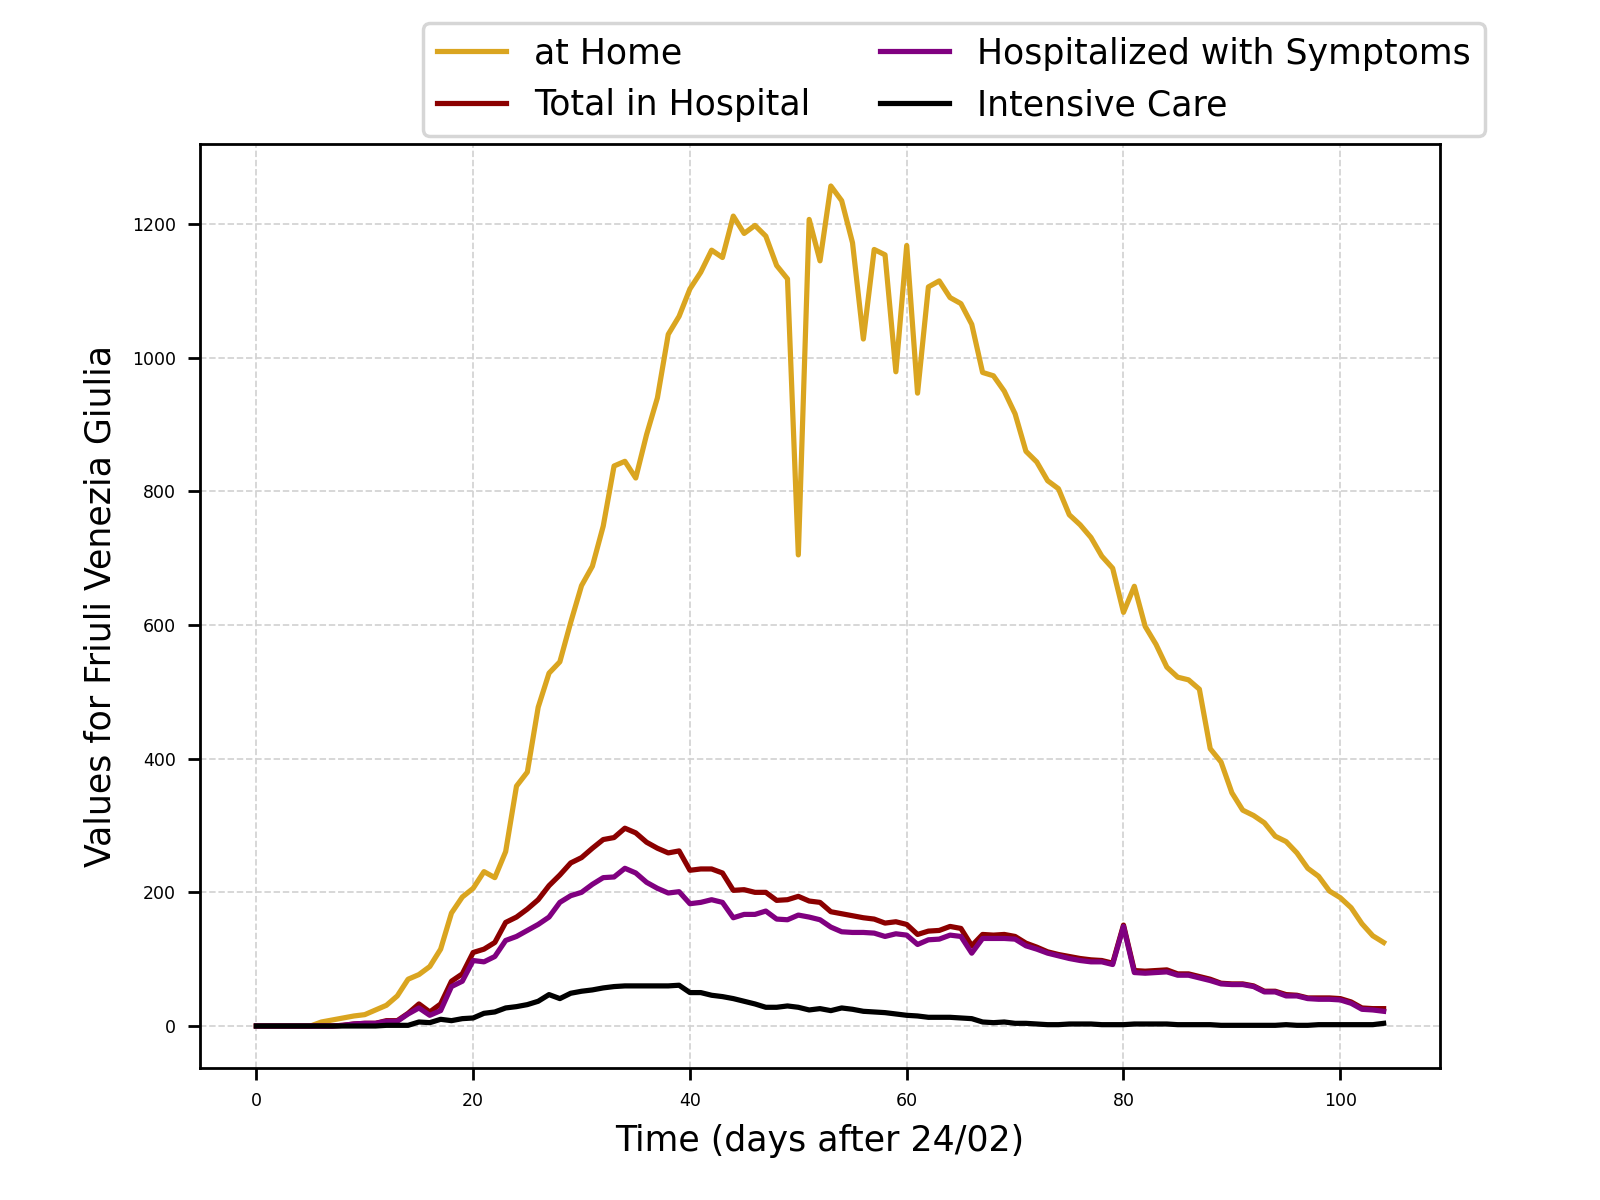 at Home
Total in Hospital
Hospitalized with Symptoms
Intensive Care
Values for Friuli Venezia Giulia
1200
1000
800
600
400
200
0
0 20 40 60 80 100
Time (days after 24/02)